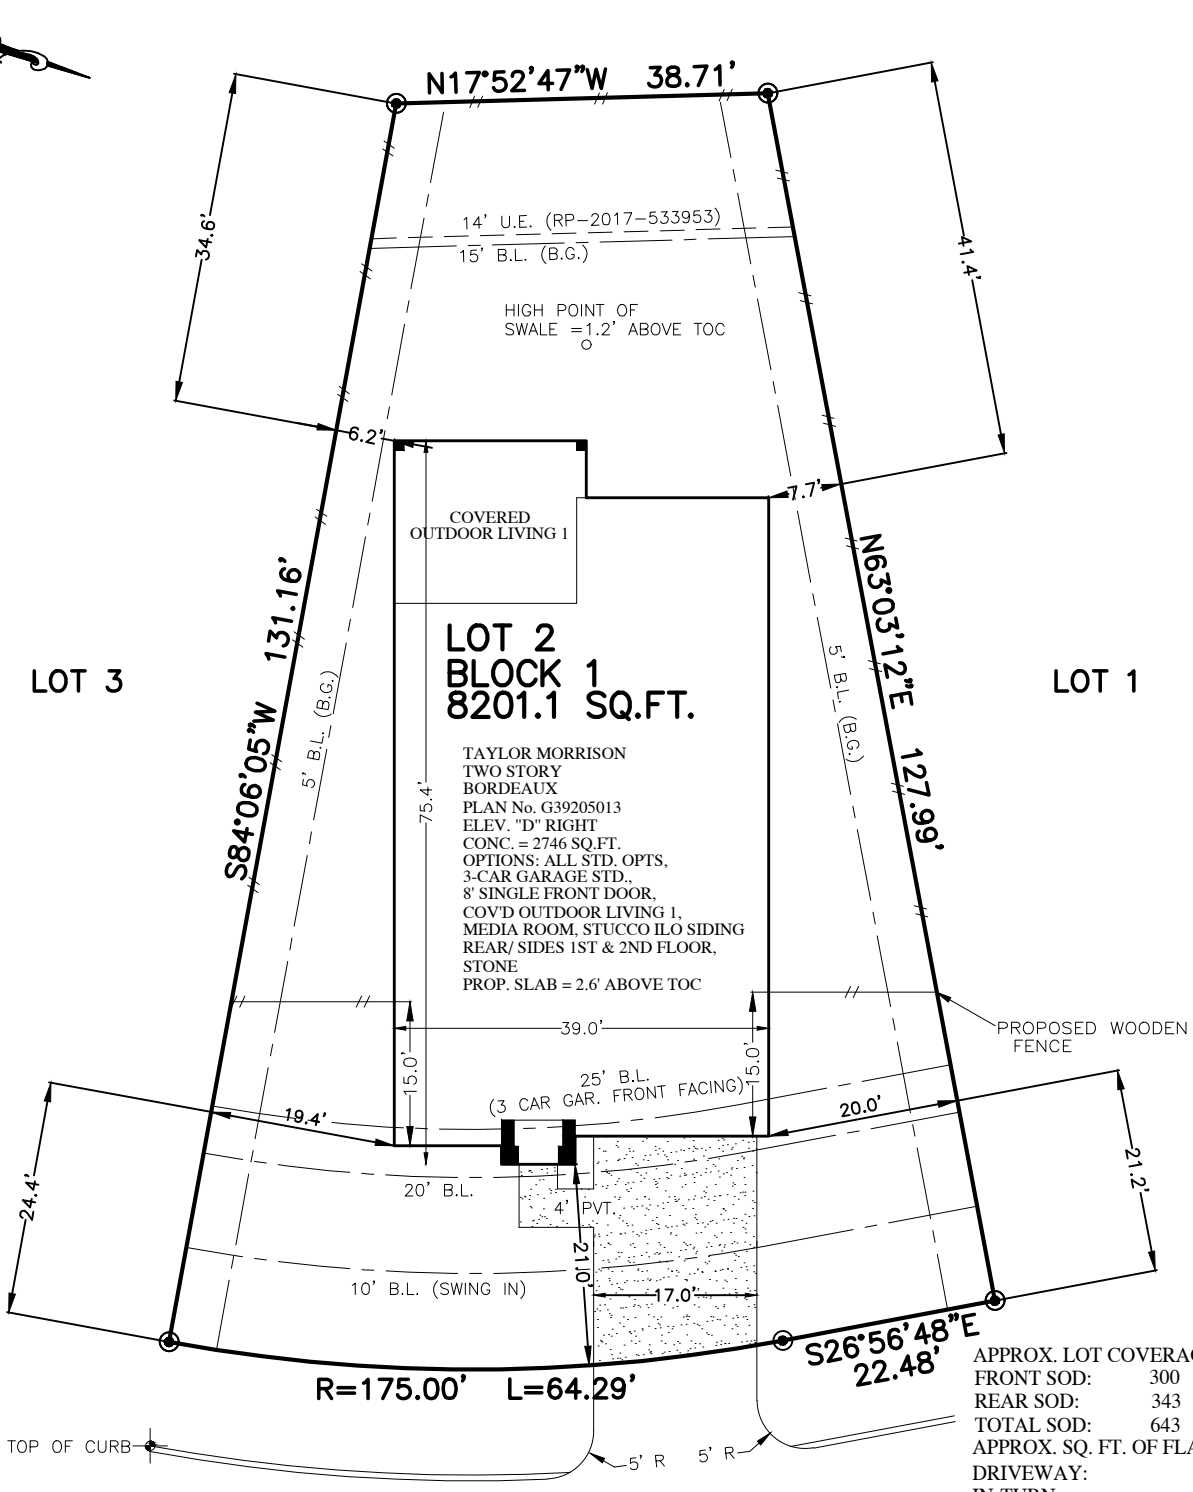 N17°52'47"W 38.71'
34.6'
41.4'
14' U.E. (RP-2017-533953)
15' B.L. (B.G.)
HIGH POINT OF
SWALE =1.2' ABOVE TOC
6.2'
7.7'
COVERED
OUTDOOR LIVING 1
S84°06'05"W 131.16'
N63°03'12"E 127.99'
LOT 3
LOT 1
5' B.L. (B.G.)
5' B.L. (B.G.)
LOT 2
BLOCK 1
8201.1 SQ.FT.
75.4'
TAYLOR MORRISON
TWO STORY
BORDEAUX
PLAN No. G39205013
ELEV. "D" RIGHT
CONC. = 2746 SQ.FT.
OPTIONS: ALL STD. OPTS,
3-CAR GARAGE STD.,
8' SINGLE FRONT DOOR,
COV'D OUTDOOR LIVING 1,
MEDIA ROOM, STUCCO ILO SIDING
REAR/ SIDES 1ST & 2ND FLOOR,
STONE
PROP. SLAB = 2.6' ABOVE TOC
39.0'
15.0'
15.0'
PROPOSED WOODEN
FENCE
25' B.L.
(3 CAR GAR. FRONT FACING)
19.4'
20.0'
24.4'
21.2'
20' B.L.
4' PVT.
21.0'
10' B.L. (SWING IN)
17.0'
S26°56'48"E
22.48'
R=175.00' L=64.29'
TOP OF CURB
5' R 5' R
APPROX. LOT COVERAG
FRONT SOD: 300
REAR SOD: 343
TOTAL SOD: 643
APPROX. SQ. FT. OF FLA
DRIVEWAY: